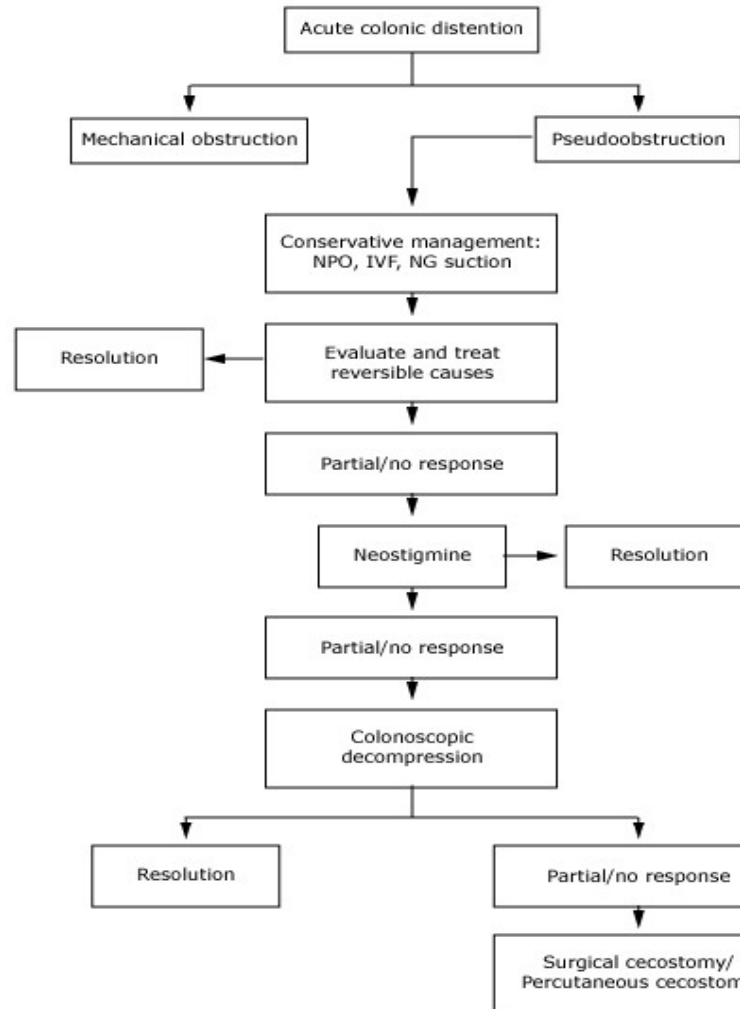 Acute colonic distention
Mechanical obstruction
Pseudoobstruction
Conservative management:
NPO, IVF, NG suction
Resolution
Evaluate and treat
reversible causes
Partial/no response
Neostigmine
Resolution
Partial/no response
Colonoscopic
decompression
Resolution
Partial/no response
Surgical cecostomy/
Percutaneous cecostom